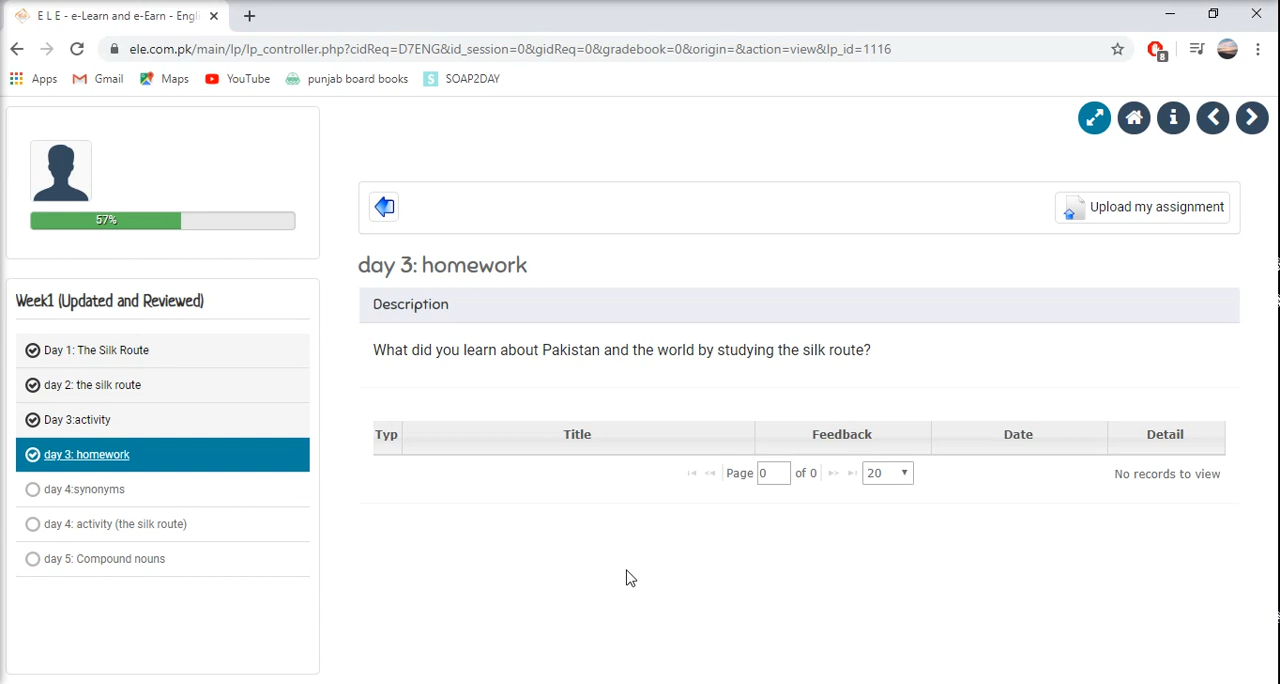 E L E - e-Learn and e-Earn - Engli
ele.com.pk/main/lp/lp_controller.php?cidReq=D7ENG&id_session=0&gidReq=0&gradebook=0&origin=&action=view&lp_id=1116
8
Apps Gmail Maps YouTube punjab board books S SOAP2DAY
57%
Upload my assignment
day 3: homework
Description
What did you learn about Pakistan and the world by studying the silk route?
Typ Title Feedback Date Detail
Page 0 of 0 20 No records to view
Week1 (Updated and Reviewed)
Day 1: The Silk Route
day 2: the silk route
Day 3:activity
day 3: homework
day 4:synonyms
day 4: activity (the silk route)
day 5: Compound nouns